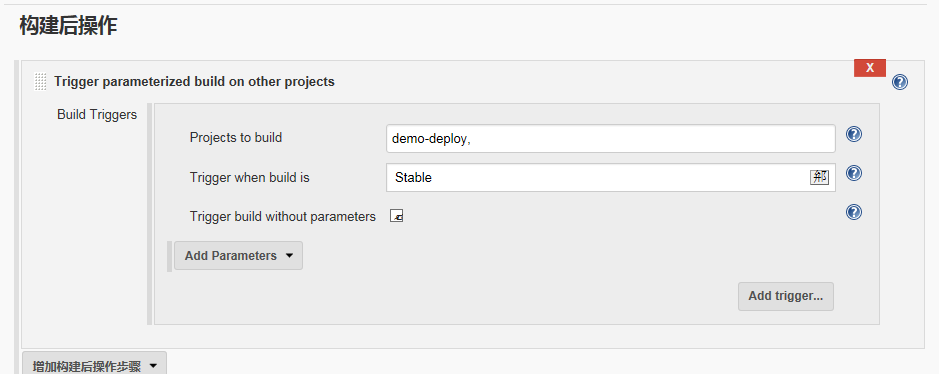 构建后操作
Trigger parameterized build on other projects
X
Build Triggers
Projects to build
demo-deploy,
Trigger when build is
Stable
Trigger build without parameters
Add Parameters
Add trigger...
增加构建后操作步骤